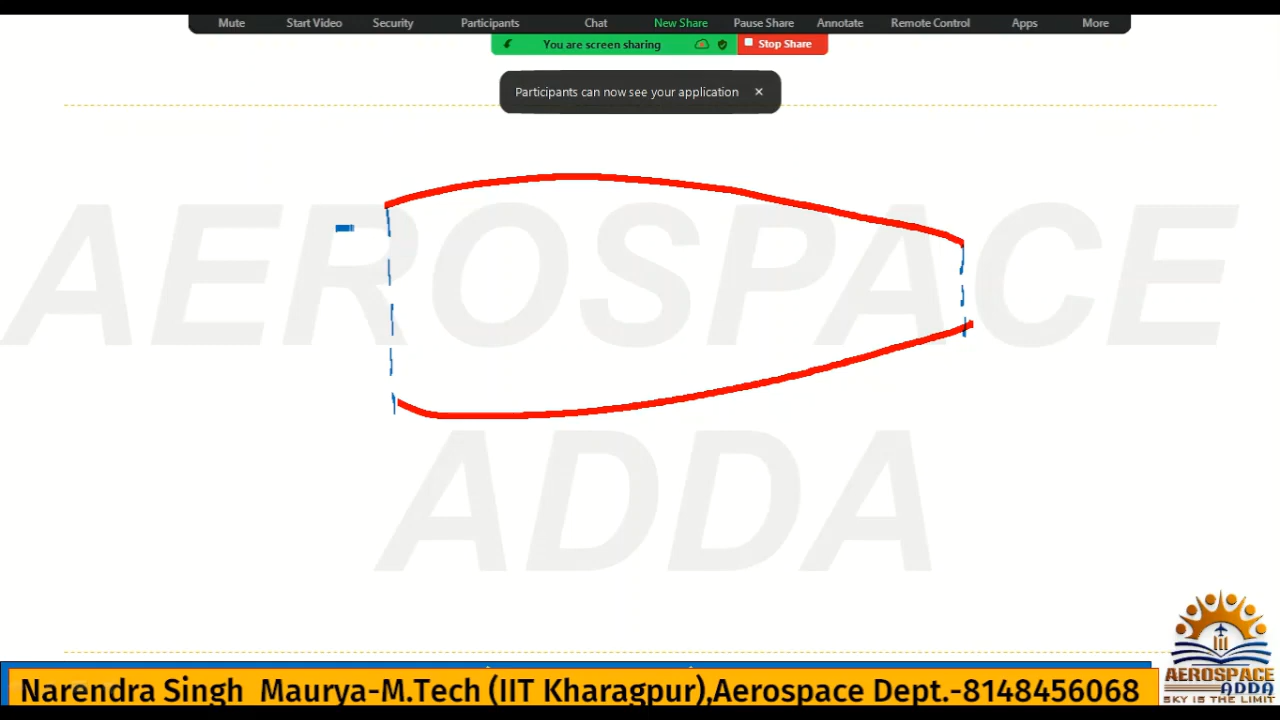 Mute Start Video Security Participants Chat New Share Pause Share Annotate Remote Control Apps More
You are screen sharing Stop Share
Participants can now see your application
AEROSPACE
ADDA
AEROSPACE
ADDA
SKY IS THE LIMIT
Narendra Singh Maurya-M.Tech (IIT Kharagpur),Aerospace Dept.-8148456068